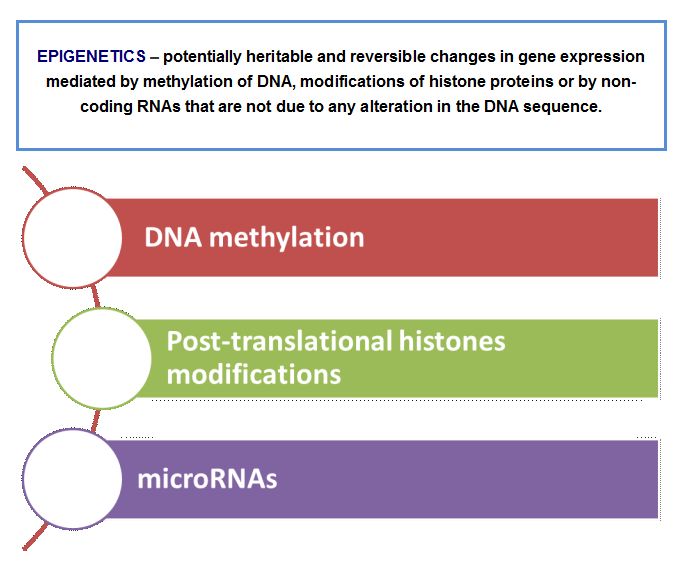 EPIGENETICS – potentially heritable and reversible changes in gene expression
mediated by methylation of DNA, modifications of histone proteins or by non-
coding RNAs that are not due to any alteration in the DNA sequence.
DNA methylation
Post-translational histones
modifications
microRNAs